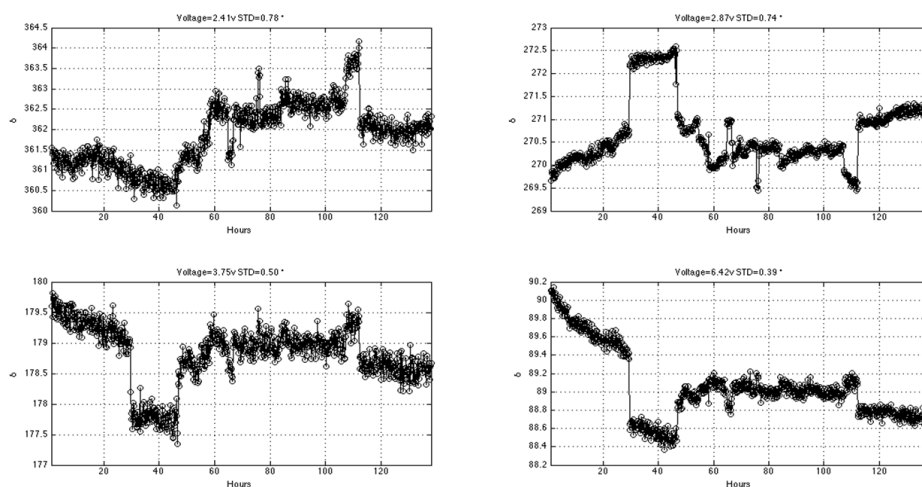 Voltage=2.41v STD=0.78 °
364.5
364
363.5
363
362.5
362
361.5
361
360.5
360
δ
20 40 60 80 100 120
Hours
Voltage=2.87v STD=0.74 °
273
272.5
272
271.5
271
270.5
270
269.5
269
δ
20 40 60 80 100 120
Hours
Voltage=3.75v STD=0.50 °
180
179.5
179
178.5
178
177.5
177
δ
20 40 60 80 100 120
Hours
Voltage=6.42v STD=0.39 °
90.2
90
89.8
89.6
89.4
89.2
89
88.8
88.6
88.4
88.2
δ
20 40 60 80 100 120
Hours